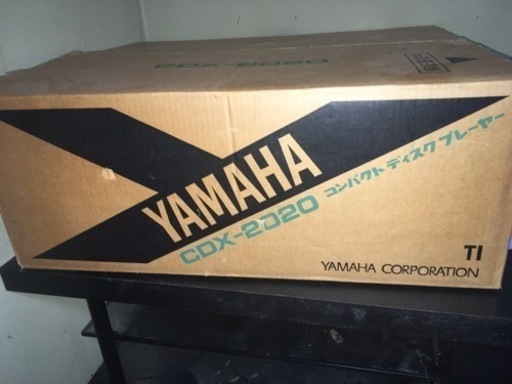 CDX-2020
YAMAHA
CDX-2020 コンパクト ディスク プレーヤー
TI
YAMAHA CORPORATION